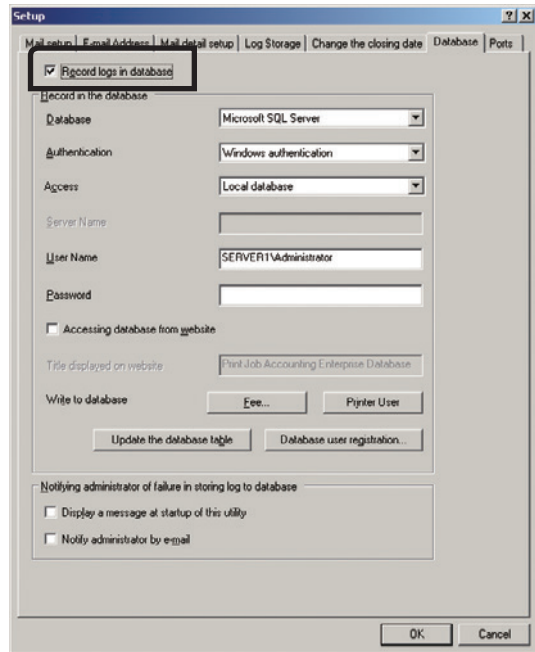 Setup
Mail setup E-mail Address Mail detail setup Log Storage Change the closing date Database Ports
Record logs in database
Record in the database
Database Microsoft SQL Server
Authentication Windows authentication
Access Local database
Server Name
User Name SERVER1\Administrator
Password
Accessing database from website
Title displayed on website Print Job Accounting Enterprise Database
Write to database Fee... Printer User
Update the database table Database user registration...
Notifying administrator of failure in storing log to database
Display a message at startup of this utility
Notify administrator by e-mail
OK Cancel